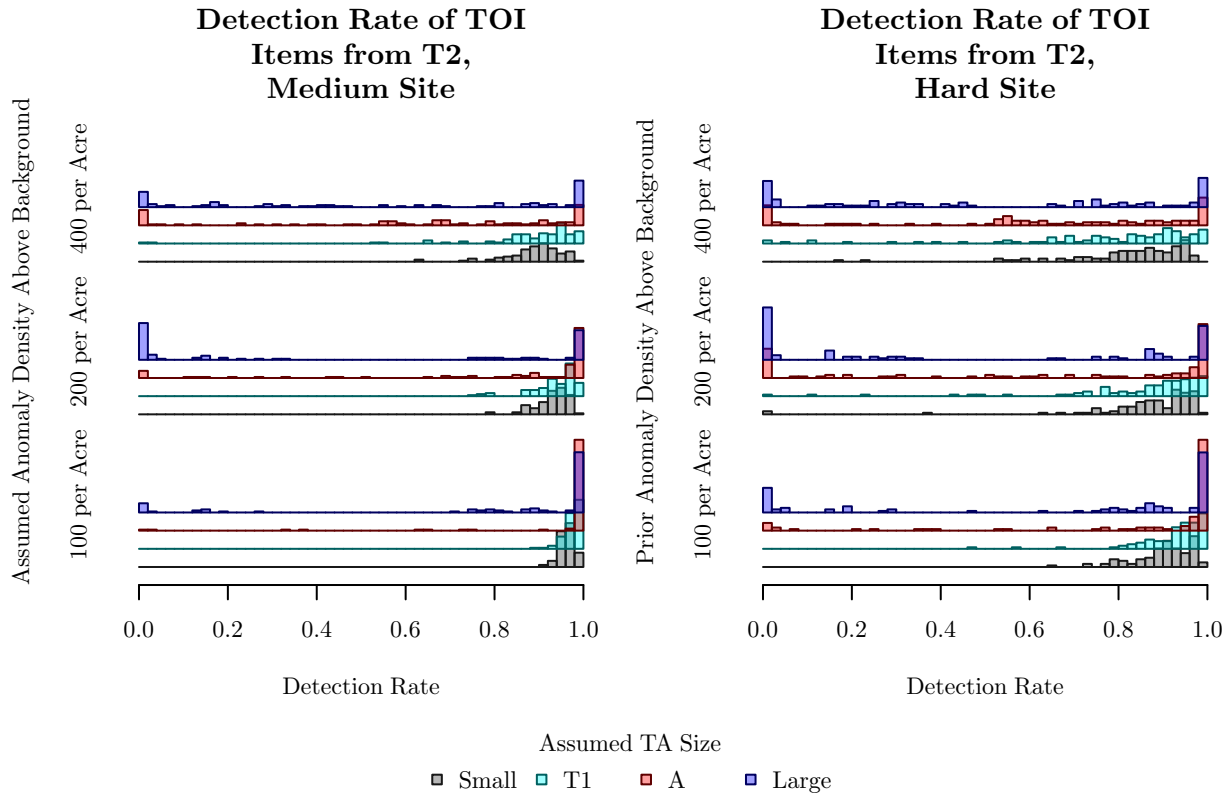 Detection Rate of TOI
Items from T2,
Medium Site
Assumed Anomaly Density Above Background
400 per Acre
200 per Acre
100 per Acre
0.0 0.2 0.4 0.6 0.8 1.0
Detection Rate
Detection Rate of TOI
Items from T2,
Hard Site
Prior Anomaly Density Above Background
400 per Acre
200 per Acre
100 per Acre
0.0 0.2 0.4 0.6 0.8 1.0
Detection Rate
Assumed TA Size
Small T1 A Large